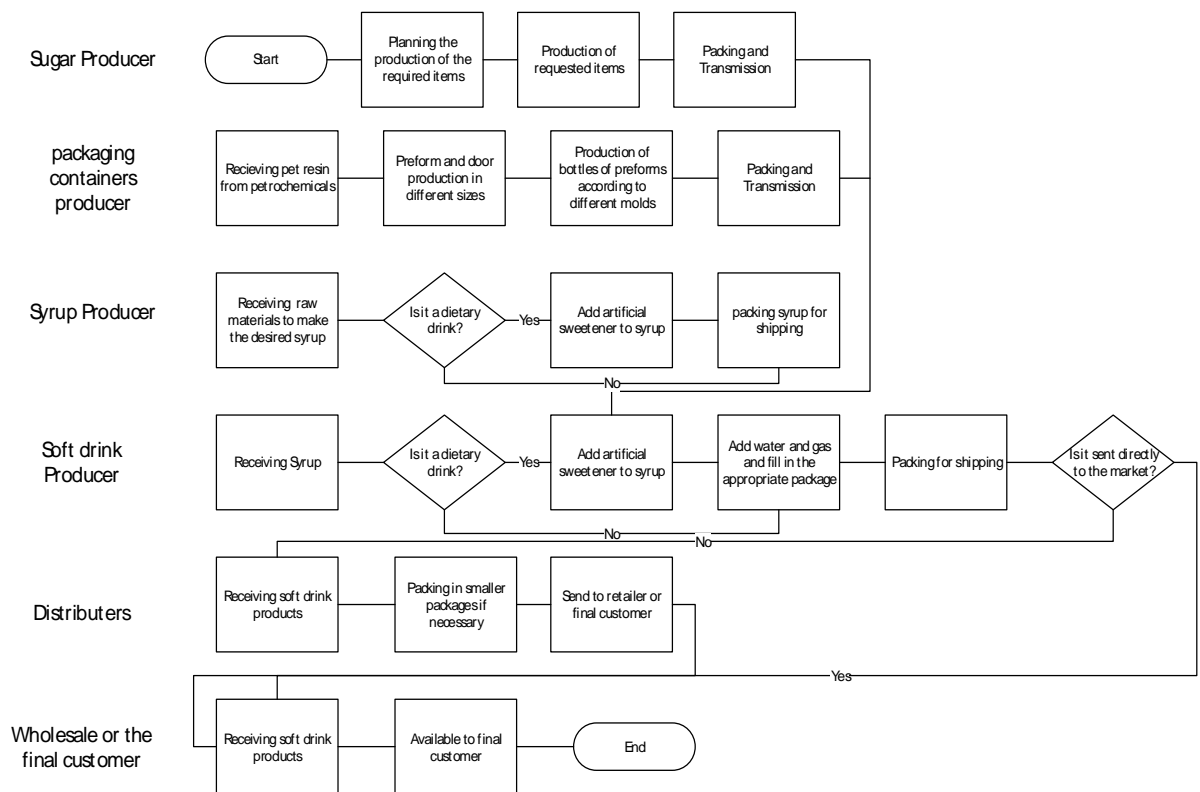 Sugar Producer
Start
Planning the
production of the
required items
Production of
requested items
Packing and
Transmission
packaging
containers
producer
Recieving pet resin
from petrochemicals
Preform and door
production in
different sizes
Production of
bottles of preforms
according to
different molds
Packing and
Transmission
Syrup Producer
Receiving raw
materials to make
the desired syrup
Is it a dietary
drink?
Yes
Add artificial
sweetener to syrup
packing syrup for
shipping
No
Soft drink
Producer
Receiving Syrup
Is it a dietary
drink?
Yes
Add artificial
sweetener to syrup
Add water and gas
and fill in the
appropriate package
Packing for shipping
Is it sent directly
to the market?
No
No
Distributers
Receiving soft drink
products
Packing in smaller
packages if
necessary
Send to retailer or
final customer
Yes
Wholesale or the
final customer
Receiving soft drink
products
Available to final
customer
End